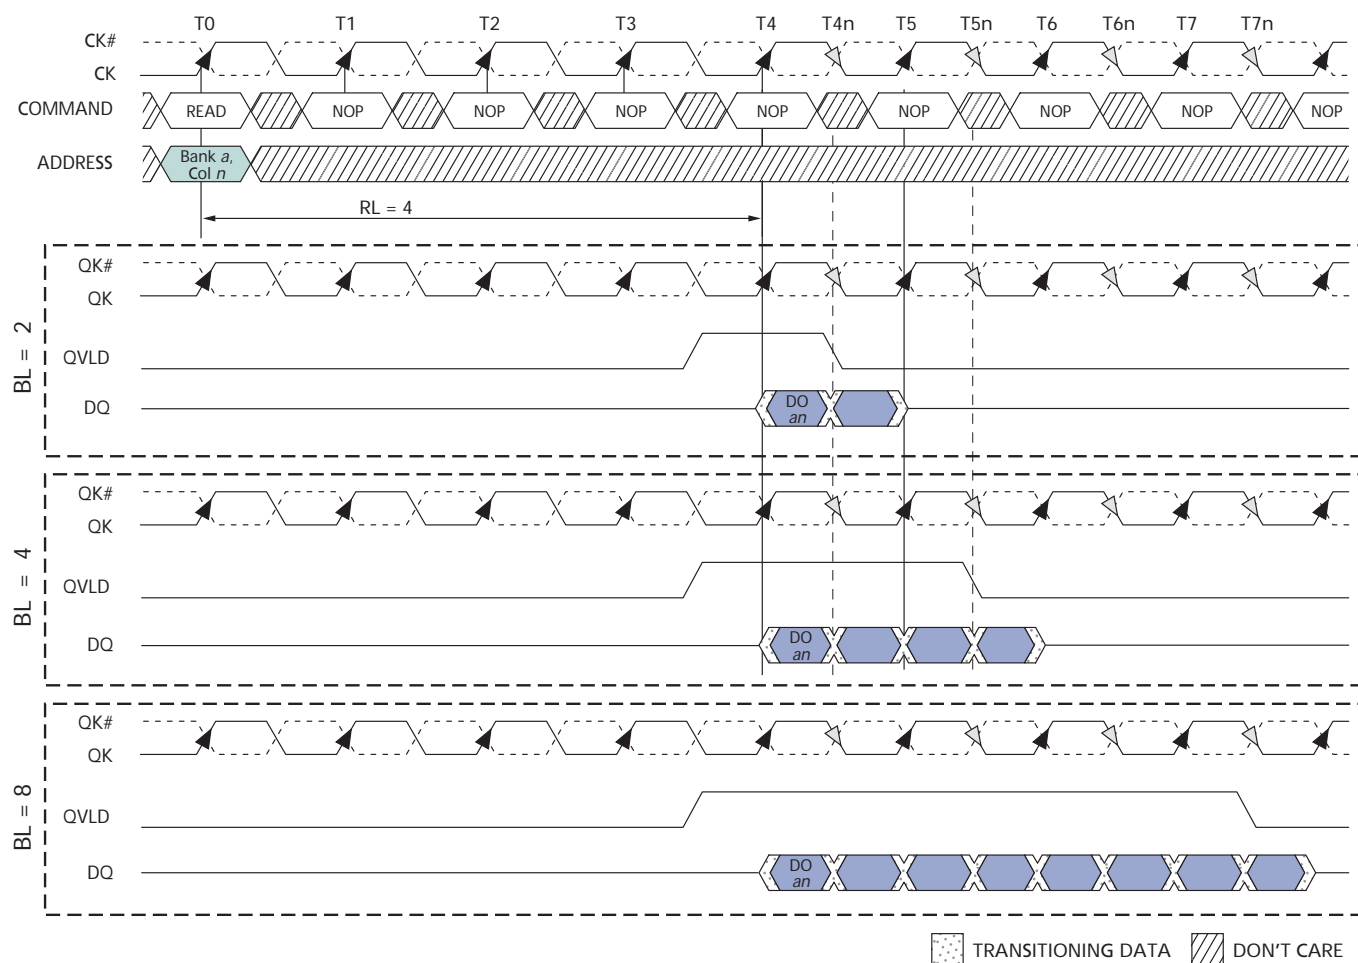 T0 T1 T2 T3 T4 T4n T5 T5n T6 T6n T7 T7n
CK#
CK
COMMAND READ NOP NOP NOP NOP NOP NOP NOP NOP
ADDRESS Bank a,
Col n
RL = 4
BL = 2
QK#
QK
QVLD
DQ DO
an
BL = 4
QK#
QK
QVLD
DQ DO
an
BL = 8
QK#
QK
QVLD
DQ DO
an
TRANSITIONING DATA DON'T CARE